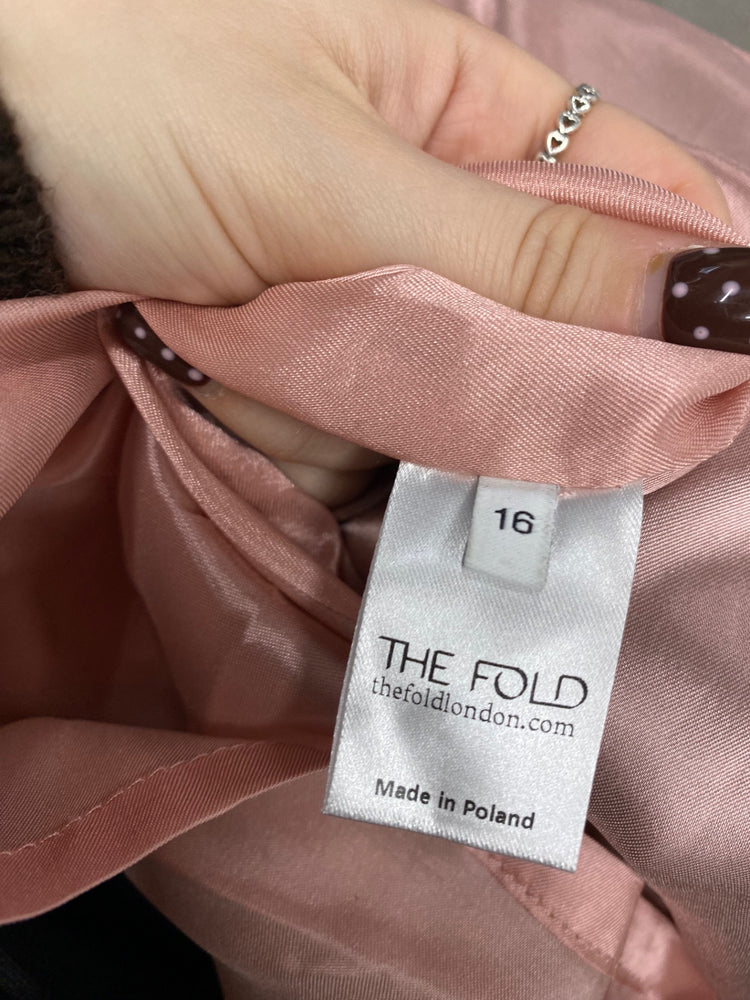 16
THE FOLD
thefoldlondon.com
Made in Poland